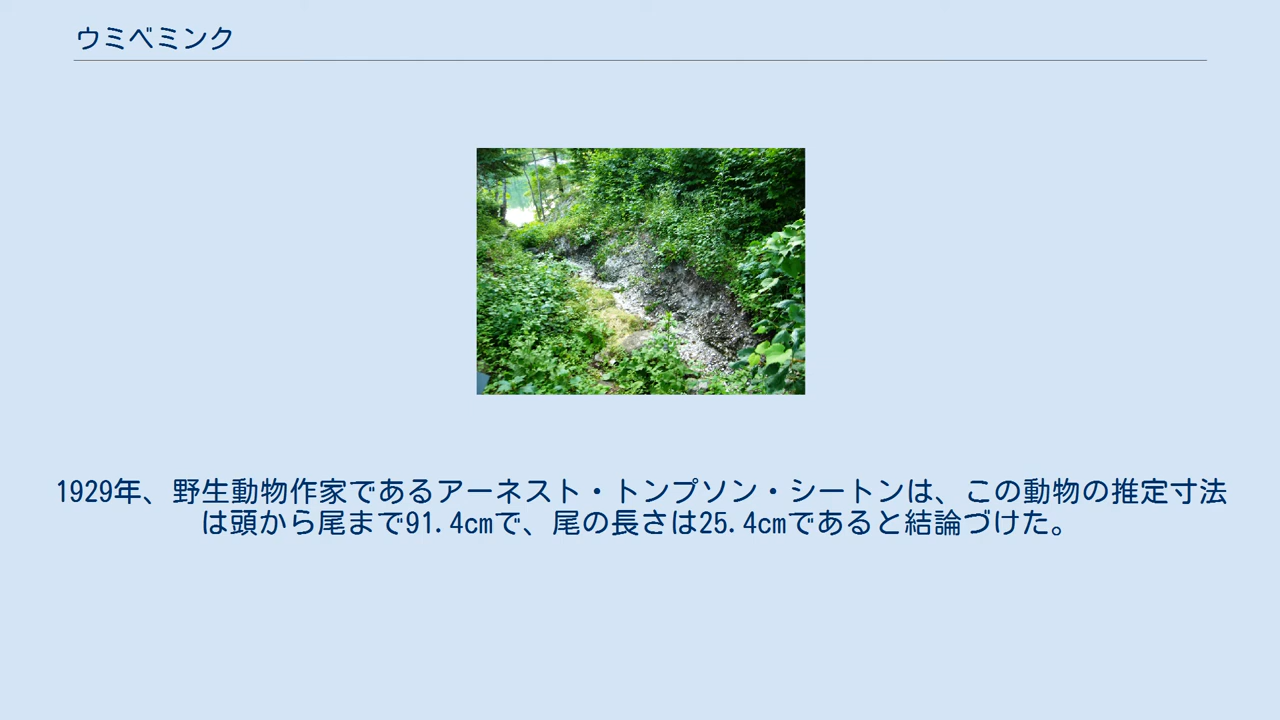 ウミベミンク
1929年、野生動物作家であるアーネスト・トンプソン・シートンは、この動物の推定寸法
は頭から尾まで91.4cmで、尾の長さは25.4cmであると結論づけた。